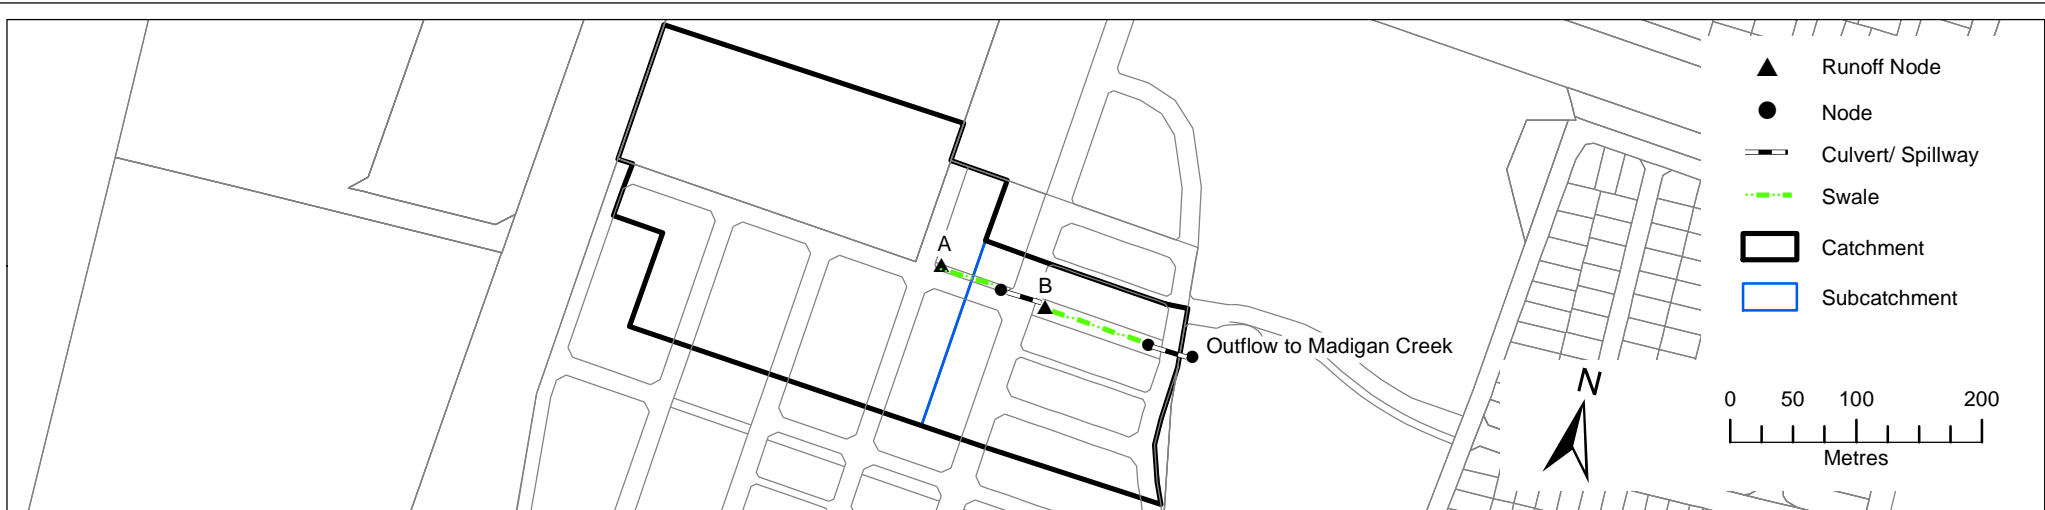 Runoff Node
Node
Culvert/ Spillway
Swale
Catchment
Subcatchment
A
B
Outflow to Madigan Creek
N
0 50 100 200
Metres